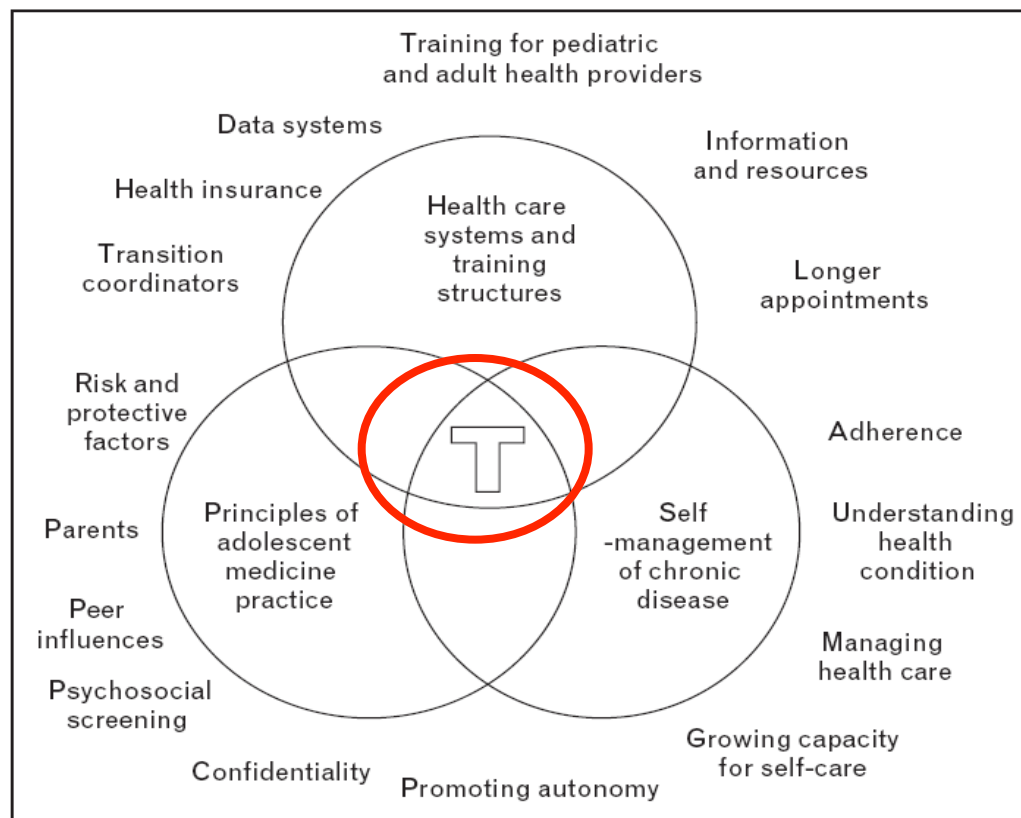 Training for pediatric
and adult health providers
Data systems
Information
and resources
Health insurance
Health care
systems and
training
structures
Transition
coordinators
Longer
appointments
Risk and
protective
factors
T
Adherence
Parents
Principles of
adolescent
medicine
practice
Self
-management
of chronic
disease
Understanding
health
condition
Peer
influences
Managing
health care
Psychosocial
screening
Growing capacity
for self-care
Confidentiality
Promoting autonomy